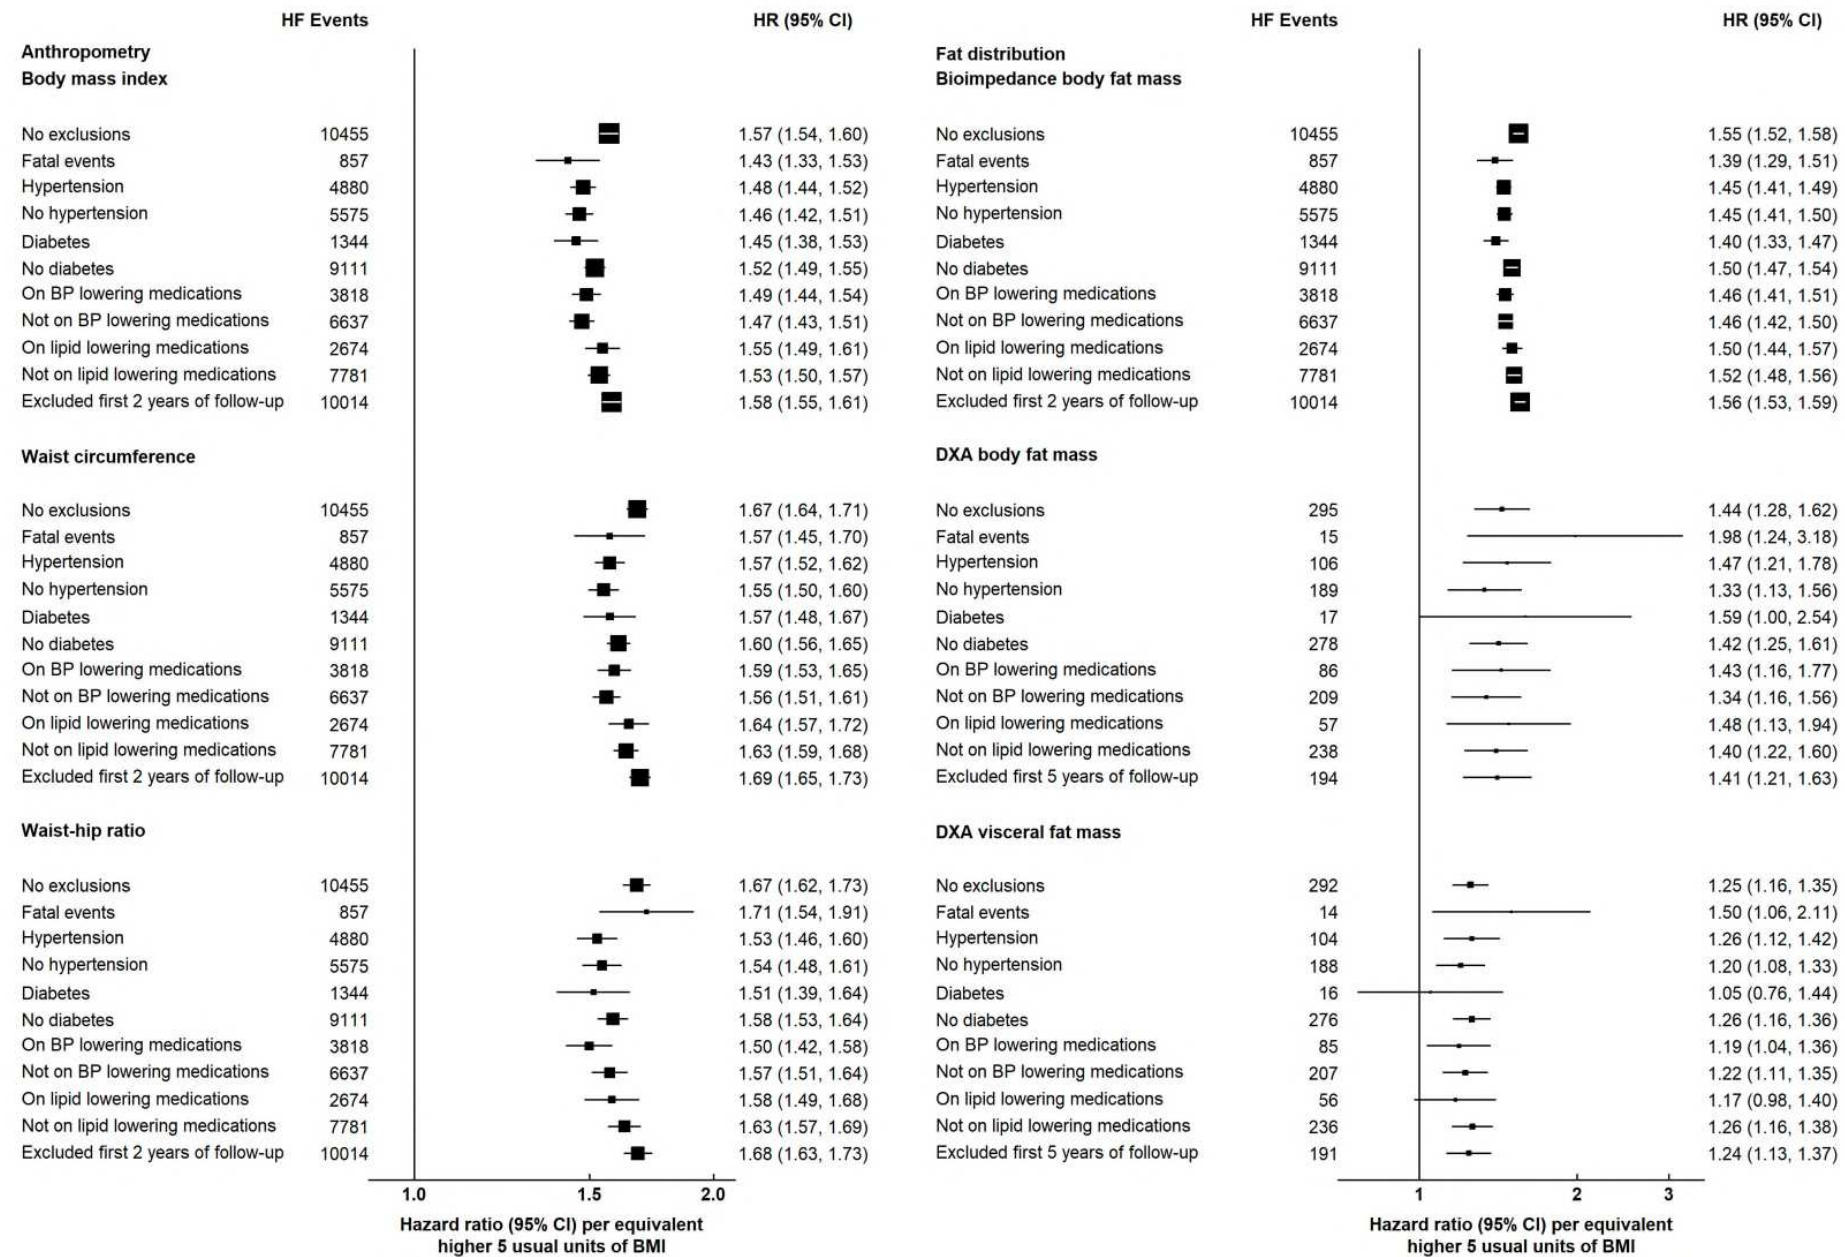 HF Events HR (95% CI)
Anthropometry
Body mass index
No exclusions 10455 1.57 (1.54, 1.60)
Fatal events 857 1.43 (1.33, 1.53)
Hypertension 4880 1.48 (1.44, 1.52)
No hypertension 5575 1.46 (1.42, 1.51)
Diabetes 1344 1.45 (1.38, 1.53)
No diabetes 9111 1.52 (1.49, 1.55)
On BP lowering medications 3818 1.49 (1.44, 1.54)
Not on BP lowering medications 6637 1.47 (1.43, 1.51)
On lipid lowering medications 2674 1.55 (1.49, 1.61)
Not on lipid lowering medications 7781 1.53 (1.50, 1.57)
Excluded first 2 years of follow-up 10014 1.58 (1.55, 1.61)
Waist circumference
No exclusions 10455 1.67 (1.64, 1.71)
Fatal events 857 1.57 (1.45, 1.70)
Hypertension 4880 1.57 (1.52, 1.62)
No hypertension 5575 1.55 (1.50, 1.60)
Diabetes 1344 1.57 (1.48, 1.67)
No diabetes 9111 1.60 (1.56, 1.65)
On BP lowering medications 3818 1.59 (1.53, 1.65)
Not on BP lowering medications 6637 1.56 (1.51, 1.61)
On lipid lowering medications 2674 1.64 (1.57, 1.72)
Not on lipid lowering medications 7781 1.63 (1.59, 1.68)
Excluded first 2 years of follow-up 10014 1.69 (1.65, 1.73)
Waist-hip ratio
No exclusions 10455 1.67 (1.62, 1.73)
Fatal events 857 1.71 (1.54, 1.91)
Hypertension 4880 1.53 (1.46, 1.60)
No hypertension 5575 1.54 (1.48, 1.61)
Diabetes 1344 1.51 (1.39, 1.64)
No diabetes 9111 1.58 (1.53, 1.64)
On BP lowering medications 3818 1.50 (1.42, 1.58)
Not on BP lowering medications 6637 1.57 (1.51, 1.64)
On lipid lowering medications 2674 1.58 (1.49, 1.68)
Not on lipid lowering medications 7781 1.63 (1.57, 1.69)
Excluded first 2 years of follow-up 10014 1.68 (1.63, 1.73)
1.0 1.5 2.0
Hazard ratio (95% CI) per equivalent
higher 5 usual units of BMI
HF Events HR (95% CI)
Fat distribution
Bioimpedance body fat mass
No exclusions 10455 1.55 (1.52, 1.58)
Fatal events 857 1.39 (1.29, 1.51)
Hypertension 4880 1.45 (1.41, 1.49)
No hypertension 5575 1.45 (1.41, 1.50)
Diabetes 1344 1.40 (1.33, 1.47)
No diabetes 9111 1.50 (1.47, 1.54)
On BP lowering medications 3818 1.46 (1.41, 1.51)
Not on BP lowering medications 6637 1.46 (1.42, 1.50)
On lipid lowering medications 2674 1.50 (1.44, 1.57)
Not on lipid lowering medications 7781 1.52 (1.48, 1.56)
Excluded first 2 years of follow-up 10014 1.56 (1.53, 1.59)
DXA body fat mass
No exclusions 295 1.44 (1.28, 1.62)
Fatal events 15 1.98 (1.24, 3.18)
Hypertension 106 1.47 (1.21, 1.78)
No hypertension 189 1.33 (1.13, 1.56)
Diabetes 17 1.59 (1.00, 2.54)
No diabetes 278 1.42 (1.25, 1.61)
On BP lowering medications 86 1.43 (1.16, 1.77)
Not on BP lowering medications 209 1.34 (1.16, 1.56)
On lipid lowering medications 57 1.48 (1.13, 1.94)
Not on lipid lowering medications 238 1.40 (1.22, 1.60)
Excluded first 5 years of follow-up 194 1.41 (1.21, 1.63)
DXA visceral fat mass
No exclusions 292 1.25 (1.16, 1.35)
Fatal events 14 1.50 (1.06, 2.11)
Hypertension 104 1.26 (1.12, 1.42)
No hypertension 188 1.20 (1.08, 1.33)
Diabetes 16 1.05 (0.76, 1.44)
No diabetes 276 1.26 (1.16, 1.36)
On BP lowering medications 85 1.19 (1.04, 1.36)
Not on BP lowering medications 207 1.22 (1.11, 1.35)
On lipid lowering medications 56 1.17 (0.98, 1.40)
Not on lipid lowering medications 236 1.26 (1.16, 1.38)
Excluded first 5 years of follow-up 191 1.24 (1.13, 1.37)
1 2 3
Hazard ratio (95% CI) per equivalent
higher 5 usual units of BMI